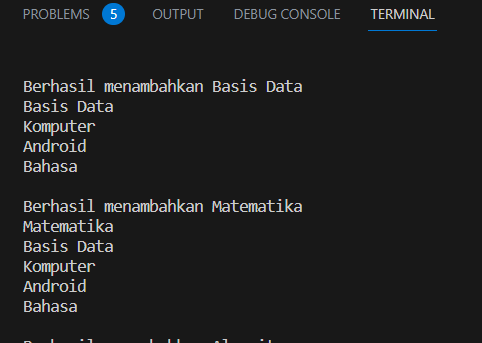 PROBLEMS 5 OUTPUT DEBUG CONSOLE TERMINAL
Berhasil menambahkan Basis Data
Basis Data
Komputer
Android
Bahasa
Berhasil menambahkan Matematika
Matematika
Basis Data
Komputer
Android
Bahasa